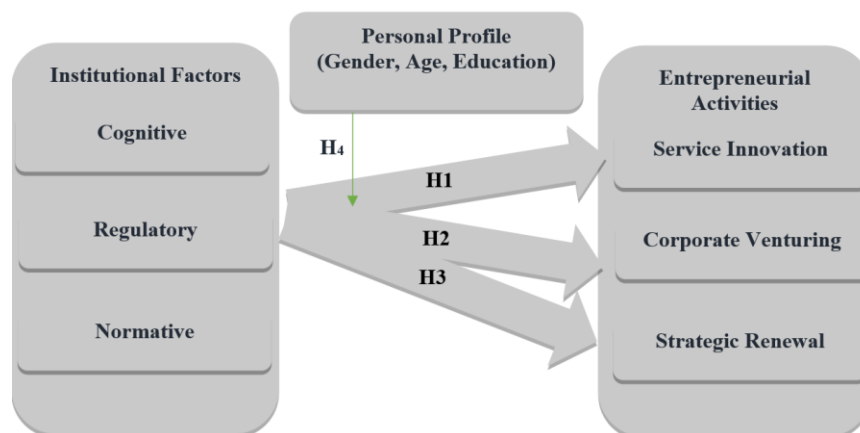 Personal Profile
(Gender, Age, Education)
Institutional Factors
Cognitive
Regulatory
Normative
H₄
H1
H2
H3
Entrepreneurial
Activities
Service Innovation
Corporate Venturing
Strategic Renewal